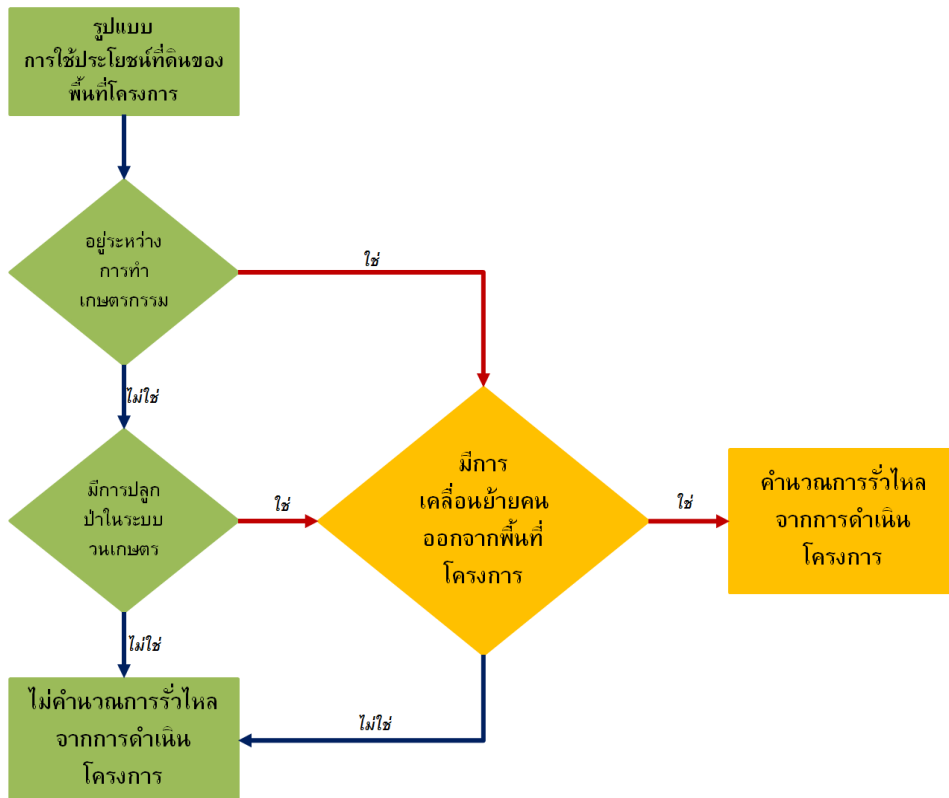 รูปแบบ
การใช้ประโยชน์ที่ดินของ
พื้นที่โครงการ
อยู่ระหว่าง
การทำ
เกษตรกรรม
ใช่
ไม่ใช่
มีการปลูก
ป่าในระบบ
วนเกษตร
ใช่
มีการ
เคลื่อนย้ายคน
ออกจากพื้นที่
โครงการ
ใช่
คำนวณการรั่วไหล
จากการดำเนิน
โครงการ
ไม่ใช่
ไม่คำนวณการรั่วไหล
จากการดำเนิน
โครงการ
ไม่ใช่